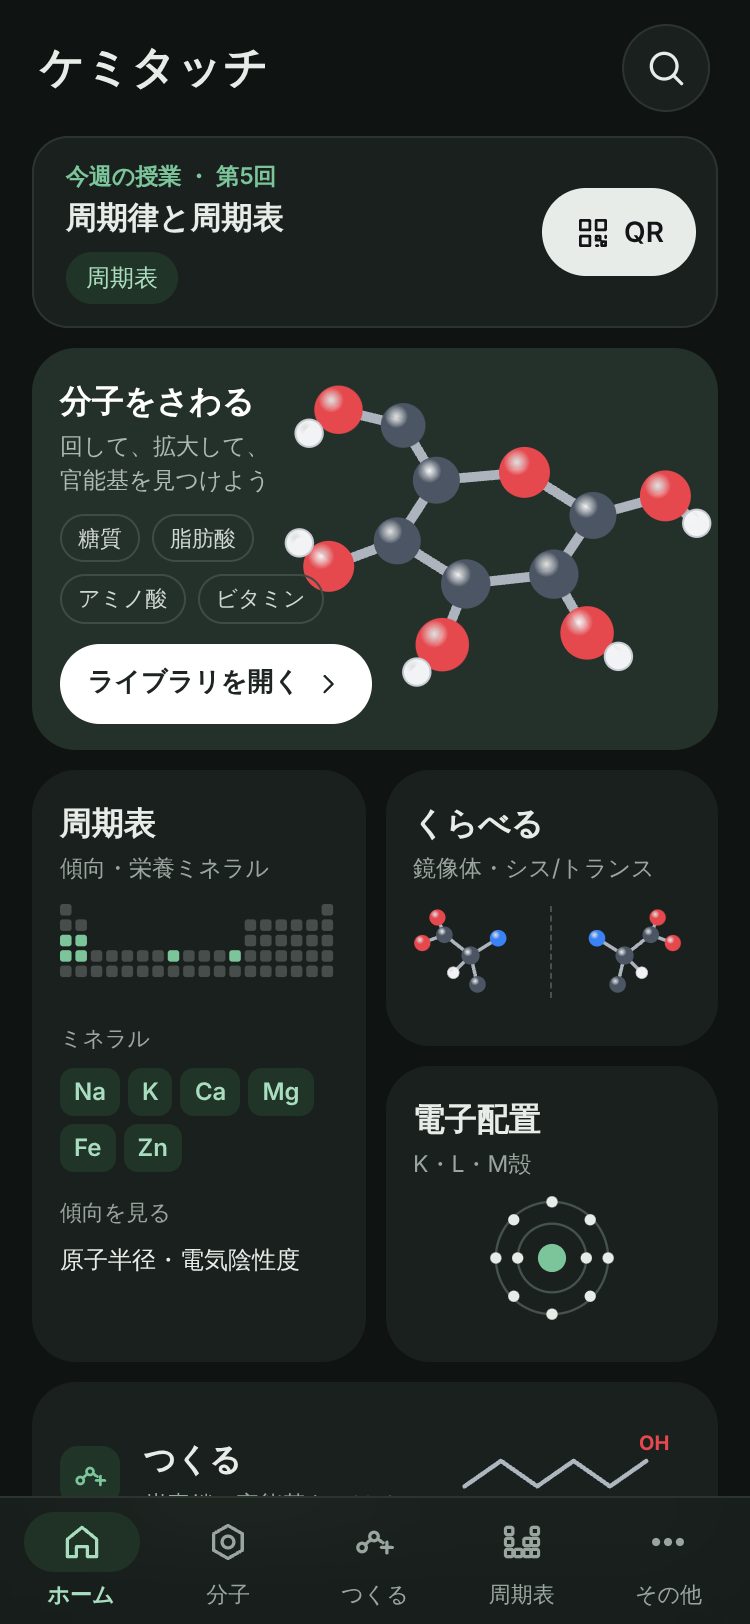 ケミタッチ
今週の授業 · 第5回
周期律と周期表
周期表
QR
分子をさわる
回して、拡大して、
官能基を見つけよう
糖質
脂肪酸
アミノ酸
ビタミン
ライブラリを開く
周期表
傾向・栄養ミネラル
ミネラル
Na
K
Ca
Mg
Fe
Zn
傾向を見る
原子半径・電気陰性度
くらべる
鏡像体・シス/トランス
電子配置
K・L・M殻
つくる
OH
ホーム
分子
つくる
周期表
その他